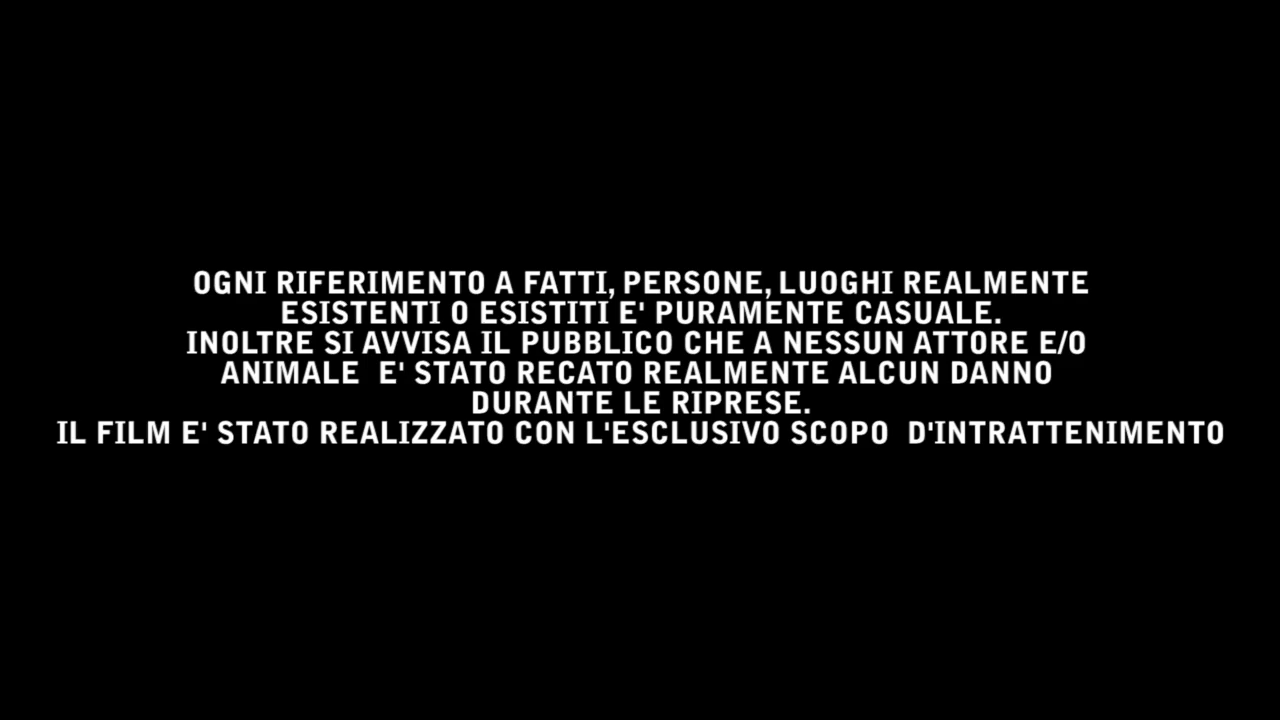 OGNI RIFERIMENTO A FATTI, PERSONE, LUOGHI REALMENTE
ESISTENTI O ESISTITI E' PURAMENTE CASUALE.
INOLTRE SI AVVISA IL PUBBLICO CHE A NESSUN ATTORE E/O
ANIMALE  E' STATO RECATO REALMENTE ALCUN DANNO
DURANTE LE RIPRESE.
IL FILM E' STATO REALIZZATO CON L'ESCLUSIVO SCOPO  D'INTRATTENIMENTO